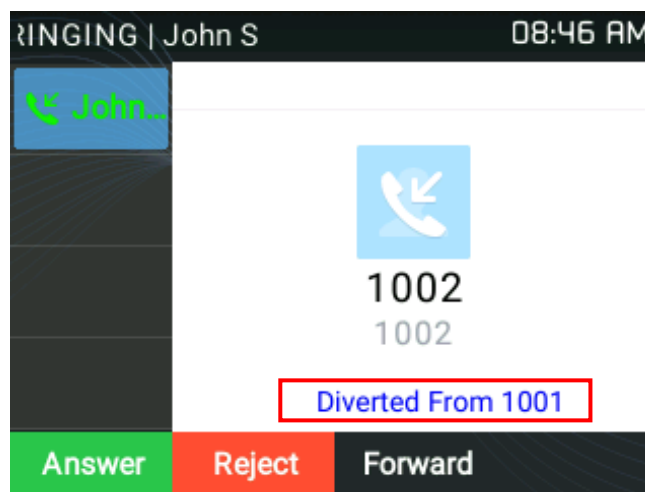 RINGING | John S 08:46 AM
John...
1002
1002
Diverted From 1001
Answer Reject Forward